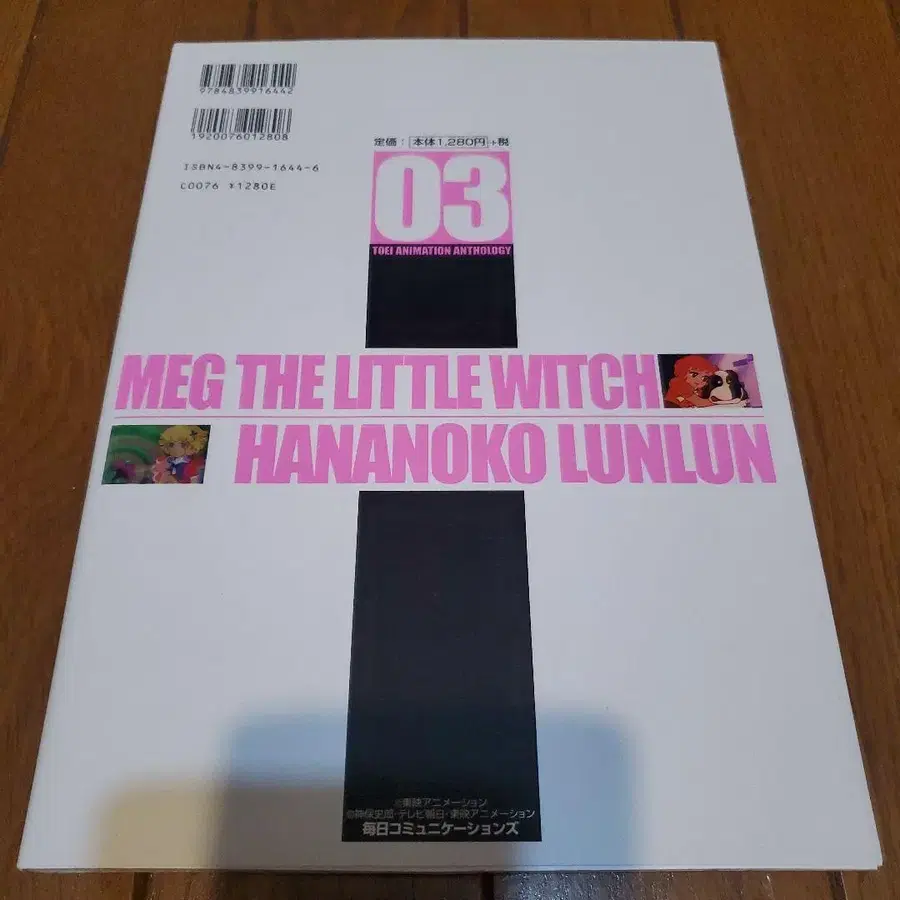 9784839916442
1920076012808
ISBN4-8399-1644-6
C0076 ¥1280E
定価：本体1,280円+税
03
TOEI ANIMATION ANTHOLOGY
MEG THE LITTLE WITCH
HANANOKO LUNLUN
©東映アニメーション
©神保史郎・テレビ朝日・東映アニメーション
毎日コミュニケーションズ